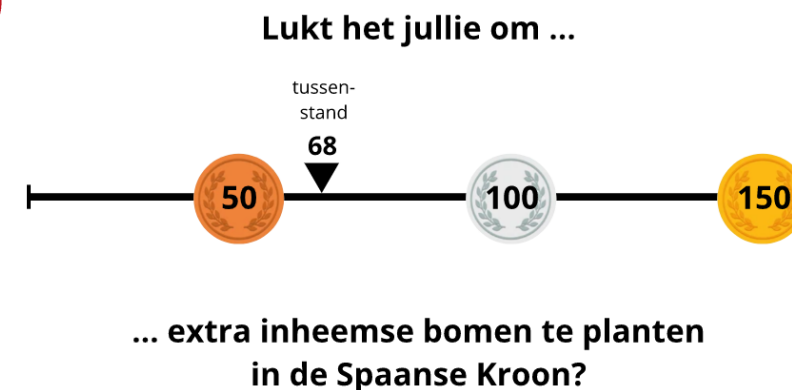 Lukt het jullie om ...
tussen-
stand
68
50
100
150
... extra inheemse bomen te planten
in de Spaanse Kroon?